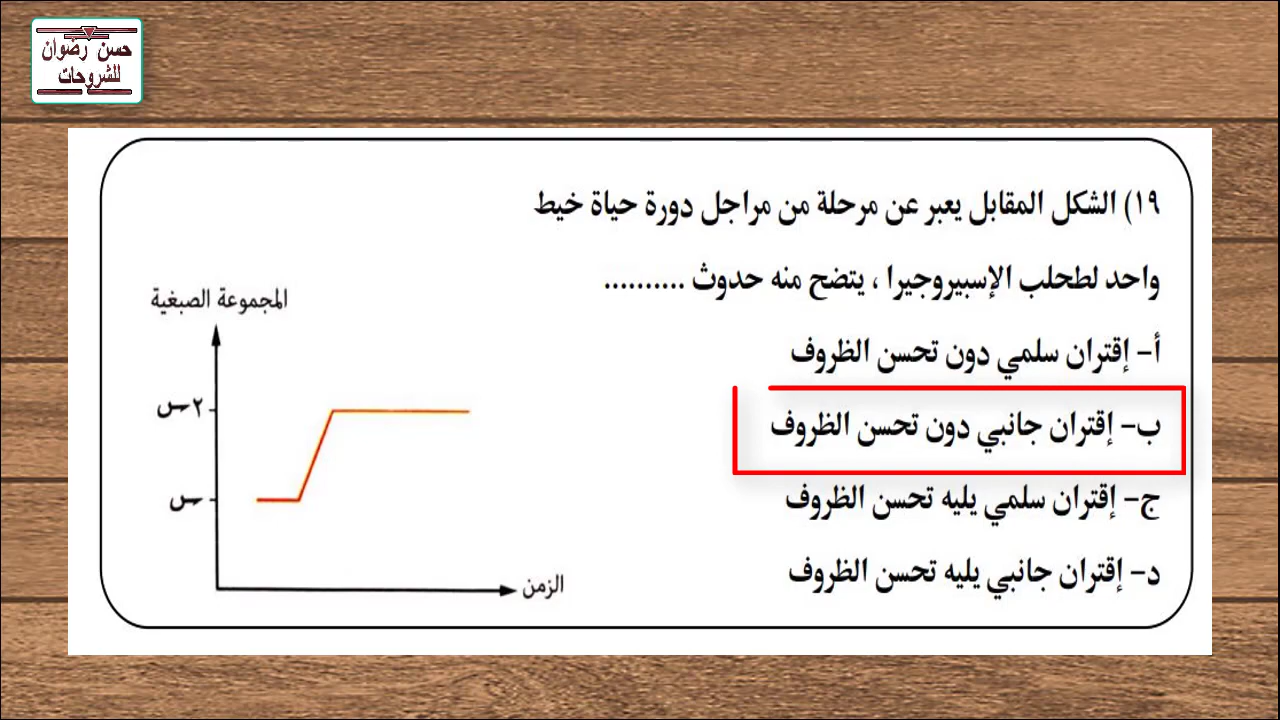 حسن رضوان
للشروحات
١٩) الشكل المقابل يعبر عن مرحلة من مراجل دورة حياة خيط
واحد لطحلب الإسبيروجيرا ، يتضح منه حدوث ..........
أ- إقتران سلمي دون تحسن الظروف
ب- إقتران جانبي دون تحسن الظروف
ج- إقتران سلمي يليه تحسن الظروف
د- إقتران جانبي يليه تحسن الظروف
المجموعة الصبغية
٢س
س
الزمن